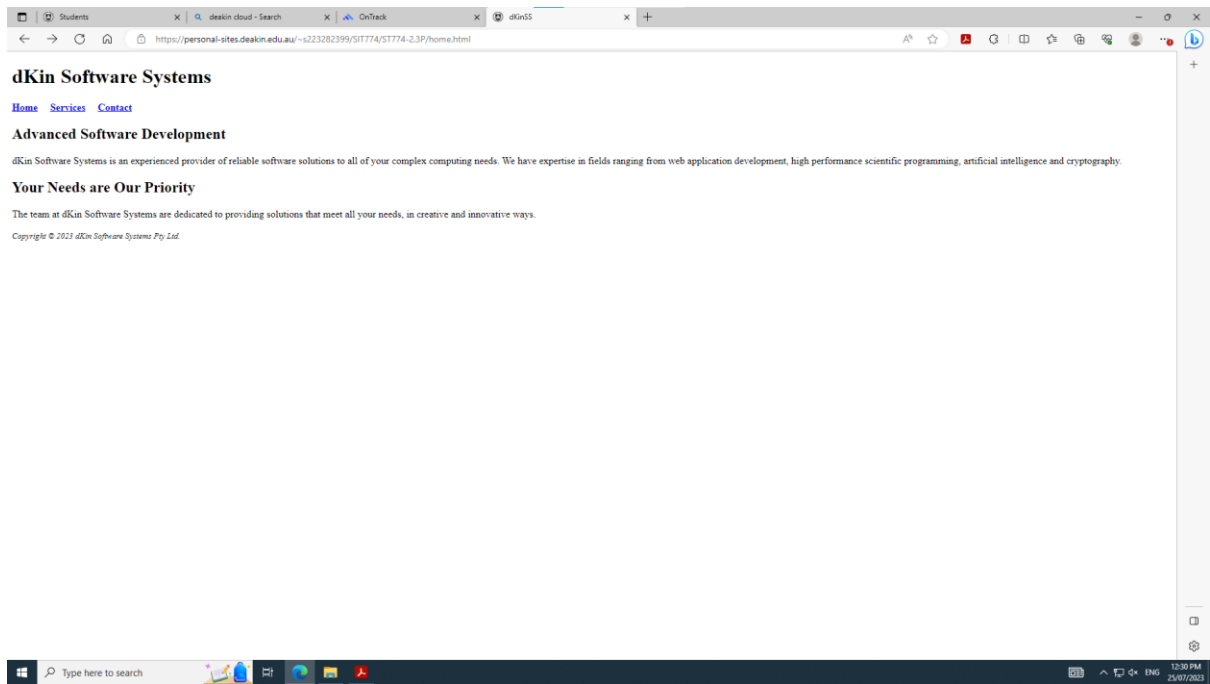 Students
deakin cloud - Search
OnTrack
dKinSS
https://personal-sites.deakin.edu.au/~s223282399/SIT774/ST774-2.3P/home.html
dKin Software Systems
Home Services Contact
Advanced Software Development
dKin Software Systems is an experienced provider of reliable software solutions to all of your complex computing needs. We have expertise in fields ranging from web application development, high performance scientific programming, artificial intelligence and cryptography.
Your Needs are Our Priority
The team at dKin Software Systems are dedicated to providing solutions that meet all your needs, in creative and innovative ways.
Copyright © 2023 dKin Software Systems Pty Ltd.
Type here to search
ENG
12:30 PM
25/07/2023